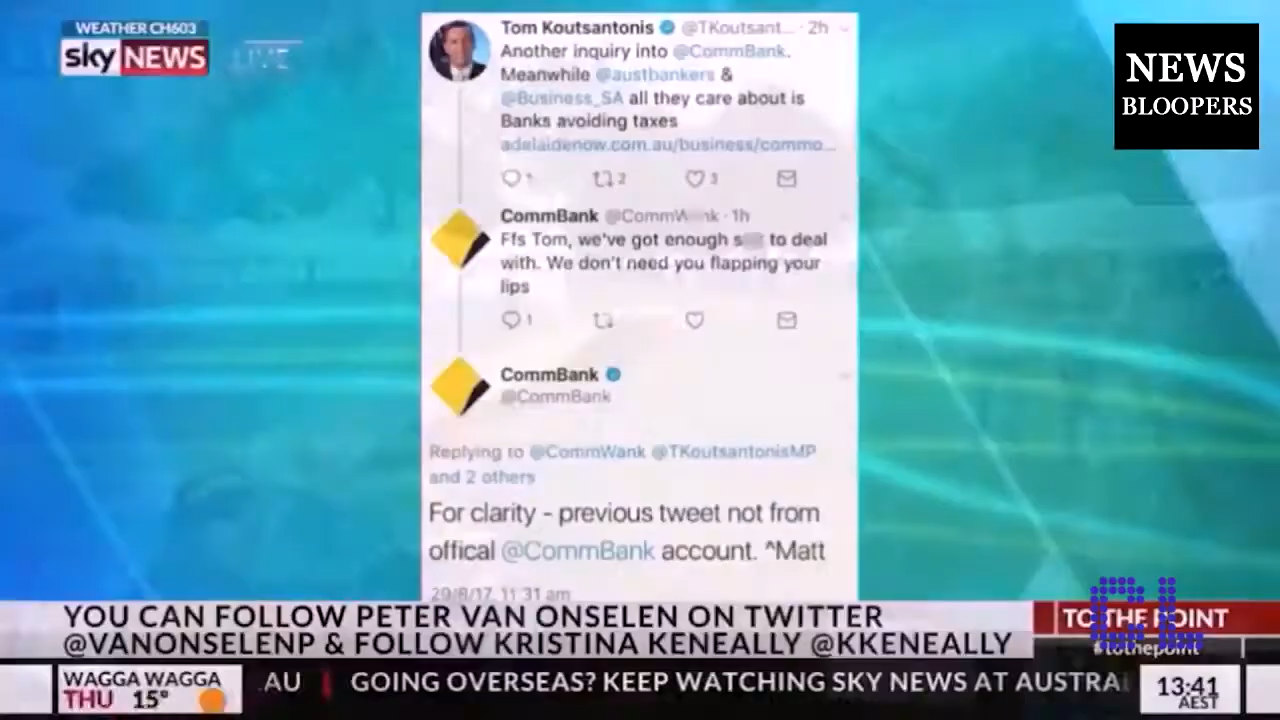 WEATHER CH603
sky NEWS LIVE
NEWS
BLOOPERS
Tom Koutsantonis @TKoutsant... · 2h
Another inquiry into @CommBank.
Meanwhile @austbankers &
@Business_SA all they care about is
Banks avoiding taxes
adelaidenow.com.au/business/commo...
1 2 3
CommBank @CommW nk · 1h
Ffs Tom, we've got enough s to deal
with. We don't need you flapping your
lips
1
CommBank
@CommBank
Replying to @CommWank @TKoutsantonisMP
and 2 others
For clarity - previous tweet not from
offical @CommBank account. ^Matt
29/8/17, 11:31 am
YOU CAN FOLLOW PETER VAN ONSELEN ON TWITTER
@VANONSELENP & FOLLOW KRISTINA KENEALLY @KKENEALLY
TO THE POINT
#tothepoint
GL
WAGGA WAGGA
THU 15°
.AU | GOING OVERSEAS? KEEP WATCHING SKY NEWS AT AUSTRA
13:41
AEST